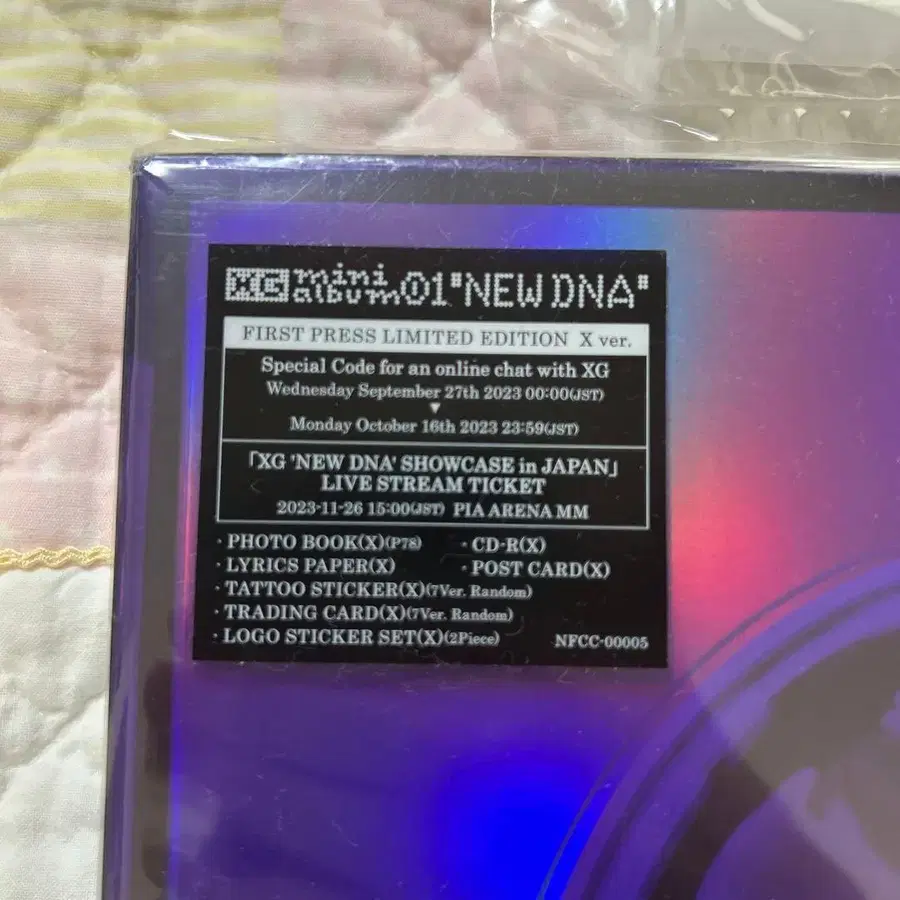 XG mini album 01"NEW DNA"
FIRST PRESS LIMITED EDITION X ver.
Special Code for an online chat with XG
Wednesday September 27th 2023 00:00(JST)
▼
Monday October 16th 2023 23:59(JST)
「XG 'NEW DNA' SHOWCASE in JAPAN」
LIVE STREAM TICKET
2023-11-26 15:00(JST) PIA ARENA MM
· PHOTO BOOK(X)(P78) · CD-R(X)
· LYRICS PAPER(X) · POST CARD(X)
· TATTOO STICKER(X)(7Ver. Random)
· TRADING CARD(X)(7Ver. Random)
· LOGO STICKER SET(X)(2Piece) NFCC-00005